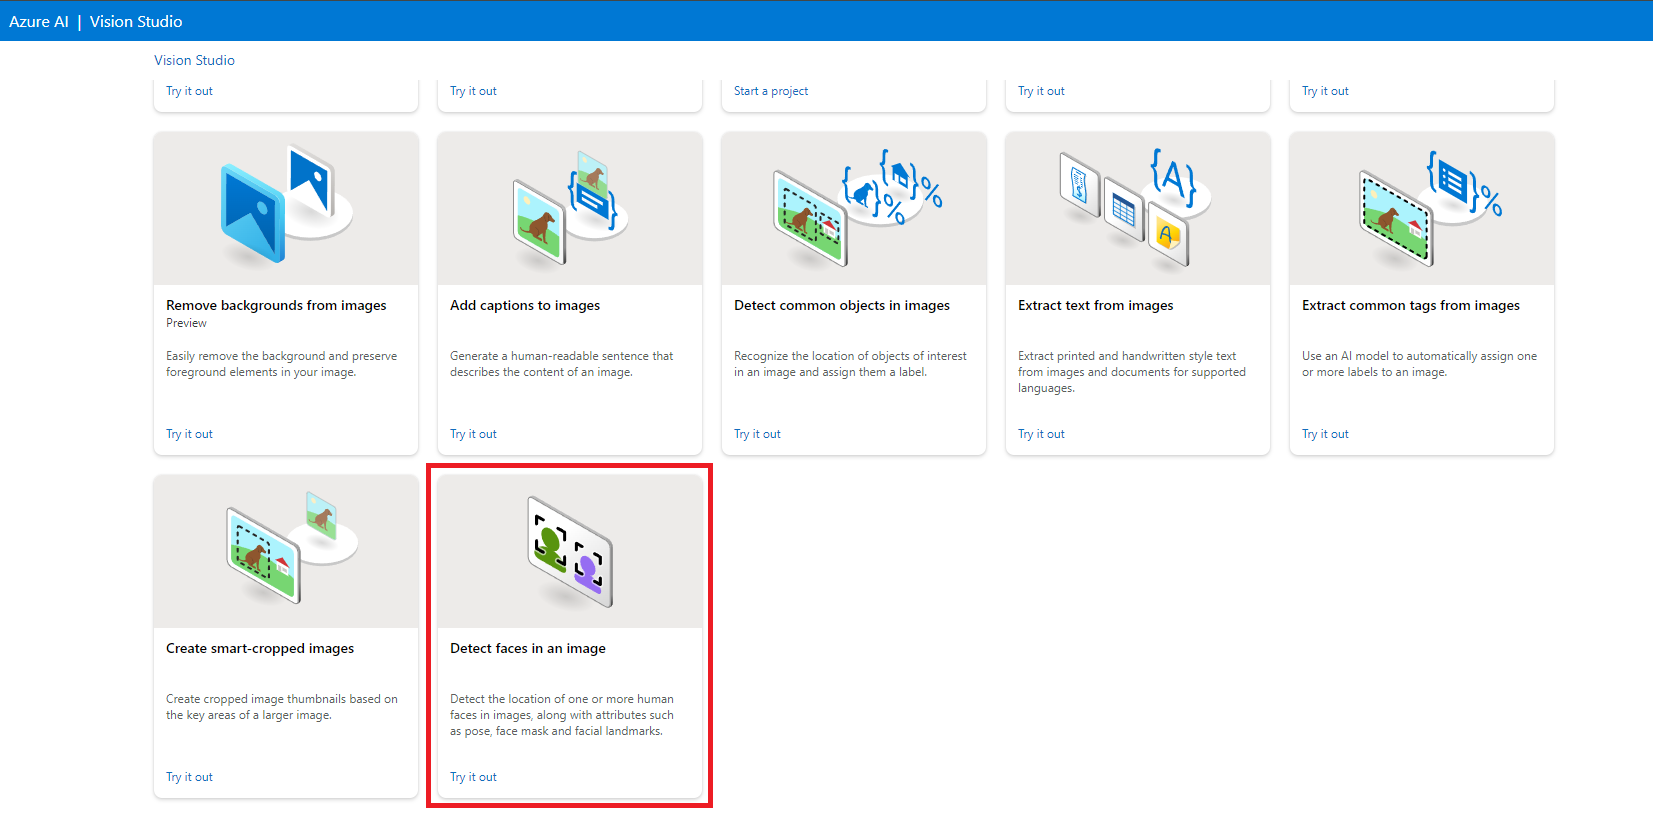 Azure AI | Vision Studio
Vision Studio
Try it out
Try it out
Start a project
Try it out
Try it out
Remove backgrounds from images
Preview
Easily remove the background and preserve
foreground elements in your image.
Try it out
Add captions to images
Generate a human-readable sentence that
describes the content of an image.
Try it out
Detect common objects in images
Recognize the location of objects of interest
in an image and assign them a label.
Try it out
{A}
A
Extract text from images
Extract printed and handwritten style text
from images and documents for supported
languages.
Try it out
Extract common tags from images
Use an AI model to automatically assign one
or more labels to an image.
Try it out
Create smart-cropped images
Create cropped image thumbnails based on
the key areas of a larger image.
Try it out
Detect faces in an image
Detect the location of one or more human
faces in images, along with attributes such
as pose, face mask and facial landmarks.
Try it out